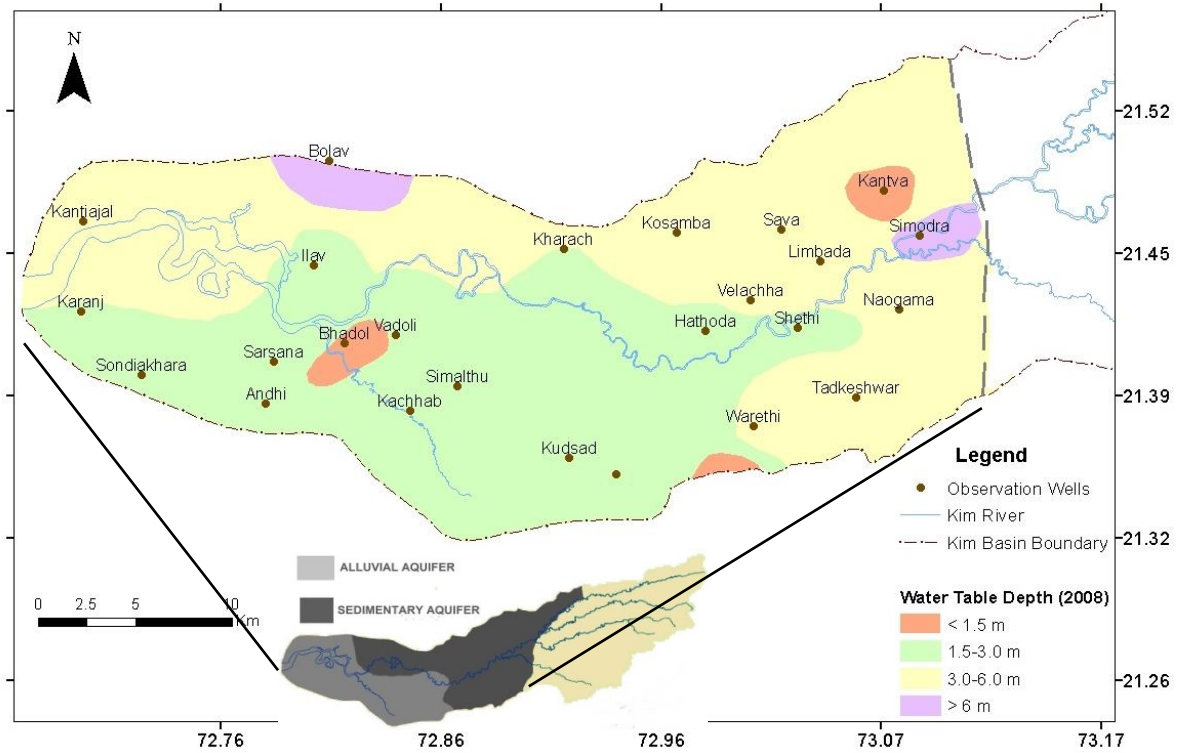 N
21.52
Bolav
Kantva
Kantiajal
Kosamba
Sava
Simodra
Kharach
21.45
Ilav
Limbada
Karanj
Velachha
Naogama
Hathoda
Shethi
Bhadol
Vadoli
Sarsana
Sondiakhara
Simalthu
Tadkeshwar
21.39
Andhi
Kachhab
Warethi
Kudsad
Legend
Observation Wells
Kim River
Kim Basin Boundary
21.32
ALLUVIAL AQUIFER
SEDIMENTARY AQUIFER
0 2.5 5 10
Km
Water Table Depth (2008)
< 1.5 m
1.5-3.0 m
3.0-6.0 m
> 6 m
21.26
72.76 72.86 72.96 73.07 73.17